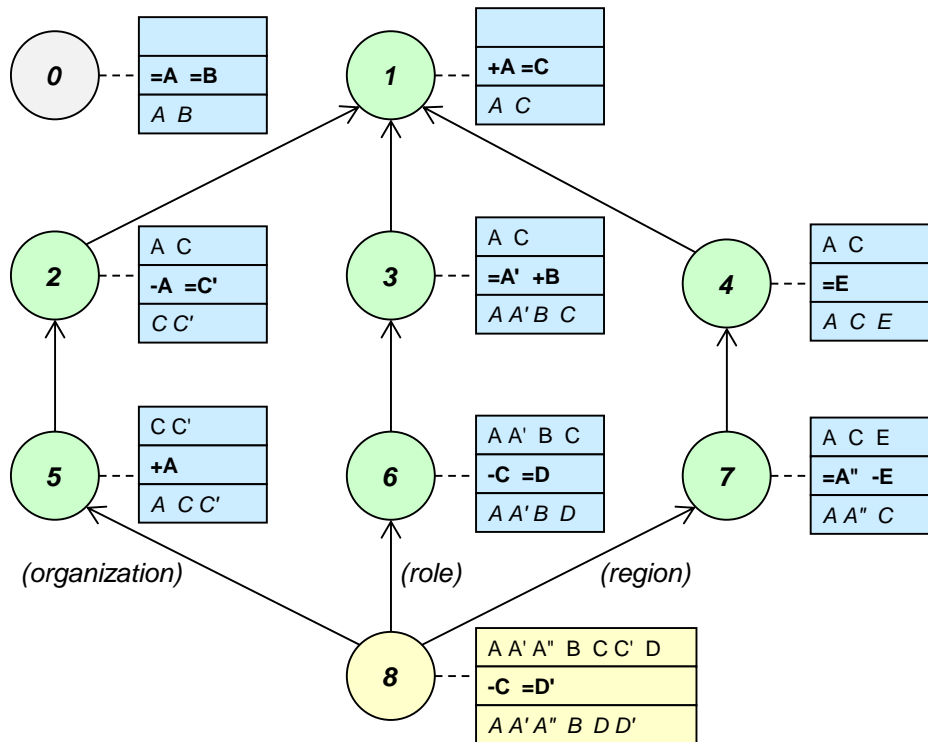 0
=A =B
A B
1
+A =C
A C
2
A C
-A =C'
C C'
3
A C
=A' +B
A A' B C
4
A C
=E
A C E
5
C C'
+A
A C C'
6
A A' B C
-C =D
A A' B D
7
A C E
=A" -E
A A" C
(organization)
(role)
(region)
8
A A' A" B C C' D
-C =D'
A A' A" B D D'